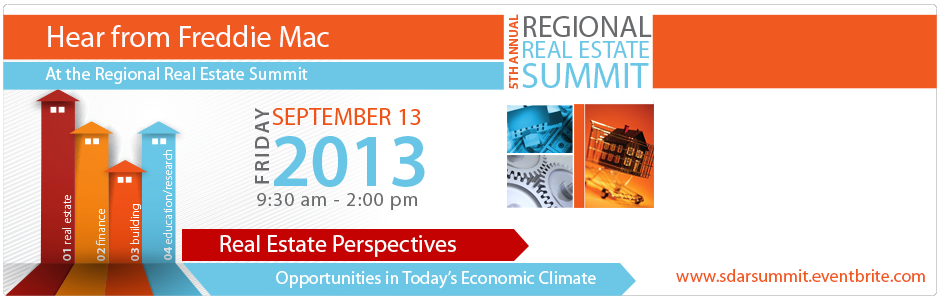 Hear from Freddie Mac
At the Regional Real Estate Summit
5TH ANNUAL
REGIONAL
REAL ESTATE
SUMMIT
FRIDAY
SEPTEMBER 13
2013
9:30 am - 2:00 pm
01 real estate
02 finance
03 building
04 education/research
Real Estate Perspectives
Opportunities in Today's Economic Climate
www.sdarsummit.eventbrite.com